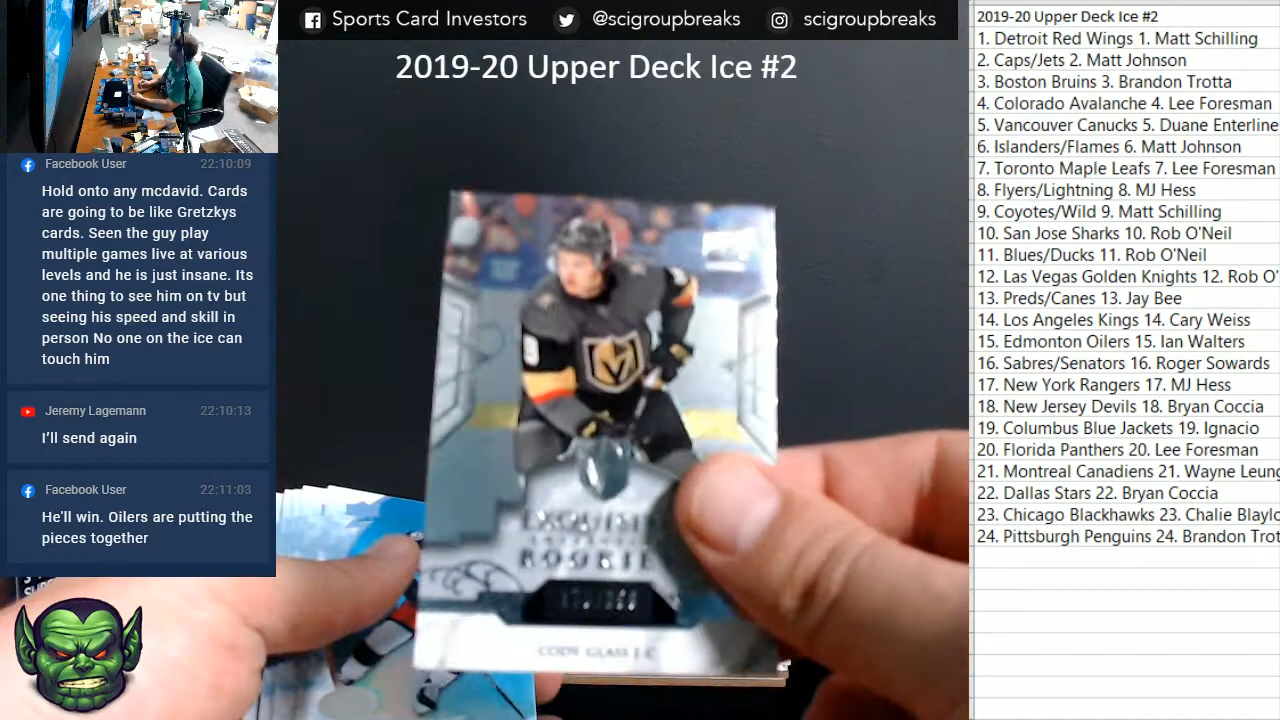 Sports Card Investors @scigroupbreaks scigroupbreaks
2019-20 Upper Deck Ice #2
Facebook User 22:10:09
Hold onto any mcdavid. Cards
are going to be like Gretzkys
cards. Seen the guy play
multiple games live at various
levels and he is just insane. Its
one thing to see him on tv but
seeing his speed and skill in
person No one on the ice can
touch him
Jeremy Lagemann 22:10:13
I'll send again
Facebook User 22:11:03
He'll win. Oilers are putting the
pieces together
ROOKIE
CODY GLASS | C
2019-20 Upper Deck Ice #2
1. Detroit Red Wings 1. Matt Schilling
2. Caps/Jets 2. Matt Johnson
3. Boston Bruins 3. Brandon Trotta
4. Colorado Avalanche 4. Lee Foresman
5. Vancouver Canucks 5. Duane Enterline
6. Islanders/Flames 6. Matt Johnson
7. Toronto Maple Leafs 7. Lee Foresman
8. Flyers/Lightning 8. MJ Hess
9. Coyotes/Wild 9. Matt Schilling
10. San Jose Sharks 10. Rob O'Neil
11. Blues/Ducks 11. Rob O'Neil
12. Las Vegas Golden Knights 12. Rob O'
13. Preds/Canes 13. Jay Bee
14. Los Angeles Kings 14. Cary Weiss
15. Edmonton Oilers 15. Ian Walters
16. Sabres/Senators 16. Roger Sowards
17. New York Rangers 17. MJ Hess
18. New Jersey Devils 18. Bryan Coccia
19. Columbus Blue Jackets 19. Ignacio
20. Florida Panthers 20. Lee Foresman
21. Montreal Canadiens 21. Wayne Leung
22. Dallas Stars 22. Bryan Coccia
23. Chicago Blackhawks 23. Chalie Blaylo
24. Pittsburgh Penguins 24. Brandon Trot